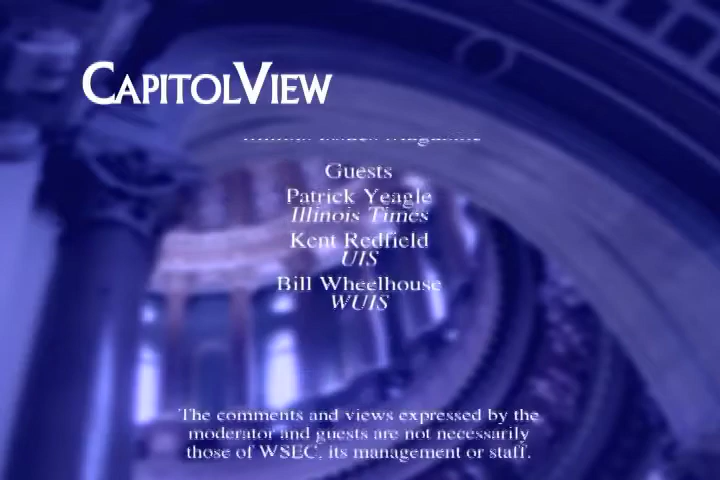 CAPITOLVIEW
Guests
Patrick Yeagle
Illinois Times
Kent Redfield
UIS
Bill Wheelhouse
WUIS
The comments and views expressed by the
moderator and guests are not necessarily
those of WSEC, its management or staff.